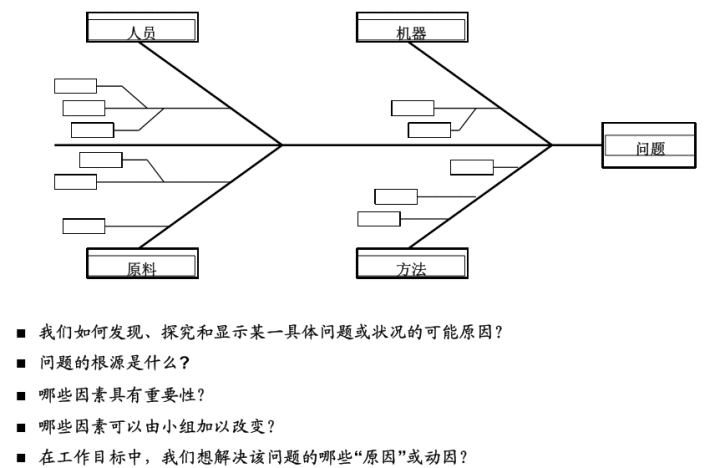 人员
机器
问题
原料
方法
■ 我们如何发现、探究和显示某一具体问题或状况的可能原因?
■ 问题的根源是什么?
■ 哪些因素具有重要性?
■ 哪些因素可以由小组加以改变?
■ 在工作目标中，我们想解决该问题的哪些“原因”或动因?